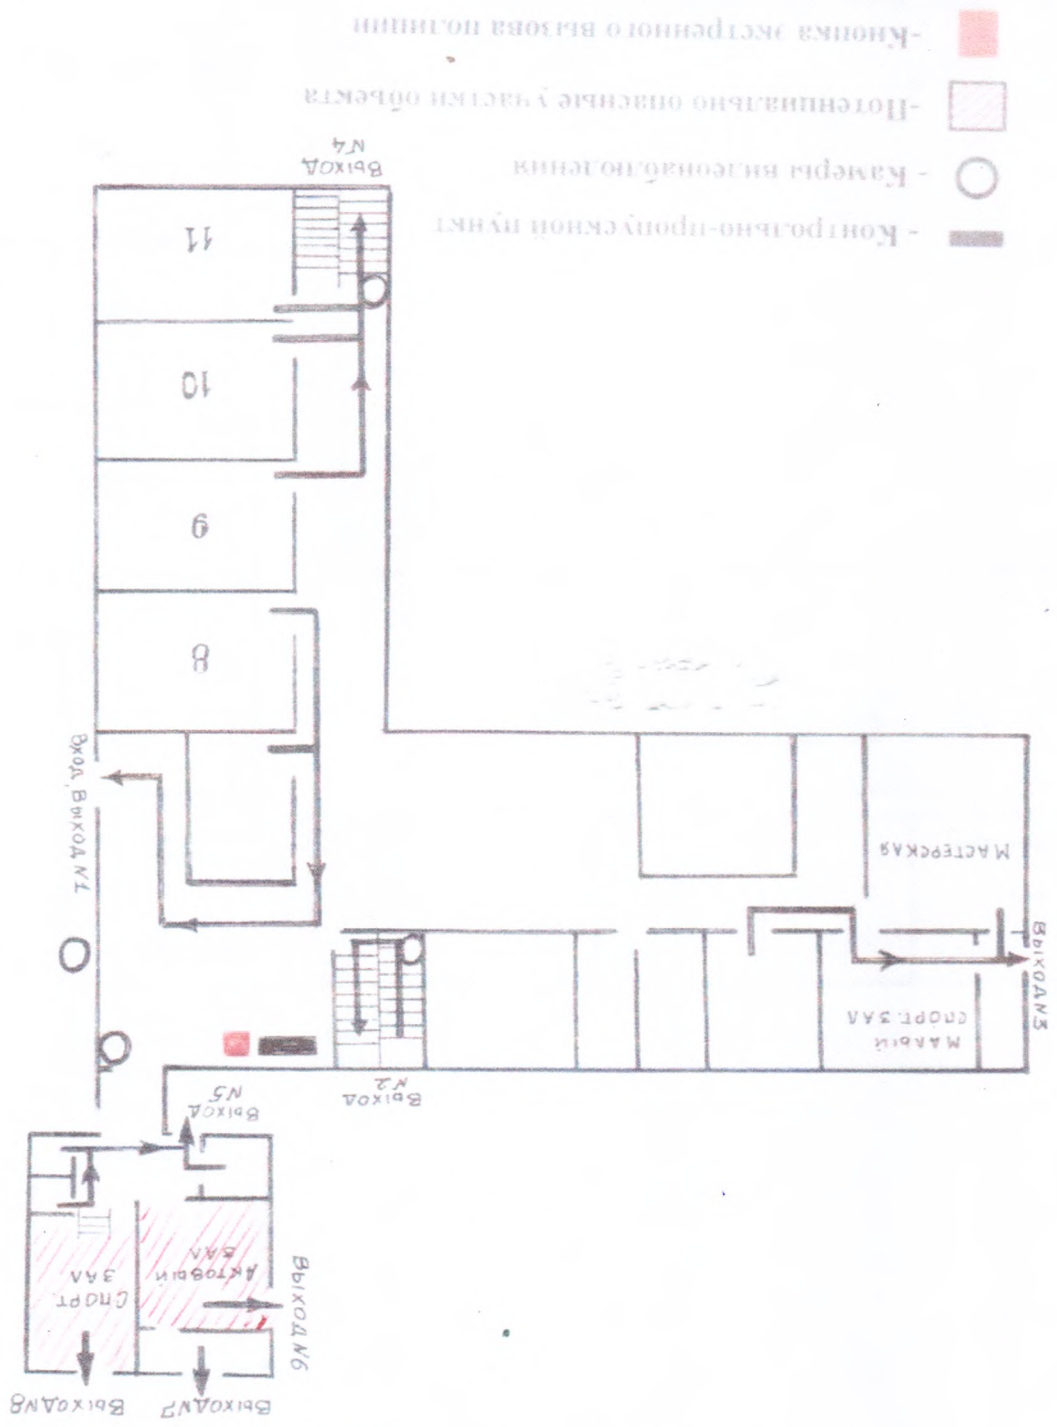 Выход N7
Выход N8
Выход N6
Спорт.
зал
Актовый
зал
Выход
N5
Выход
N2
Малый
спорт. зал
Выход N3
Мастерская
Вход, Выход N1
8
9
10
11
- Контрольно-пропускной пункт
- Камеры видеонаблюдения
-Потенциально опасные участки объекта
-Кнопка экстренного вызова полиции
Выход
N4